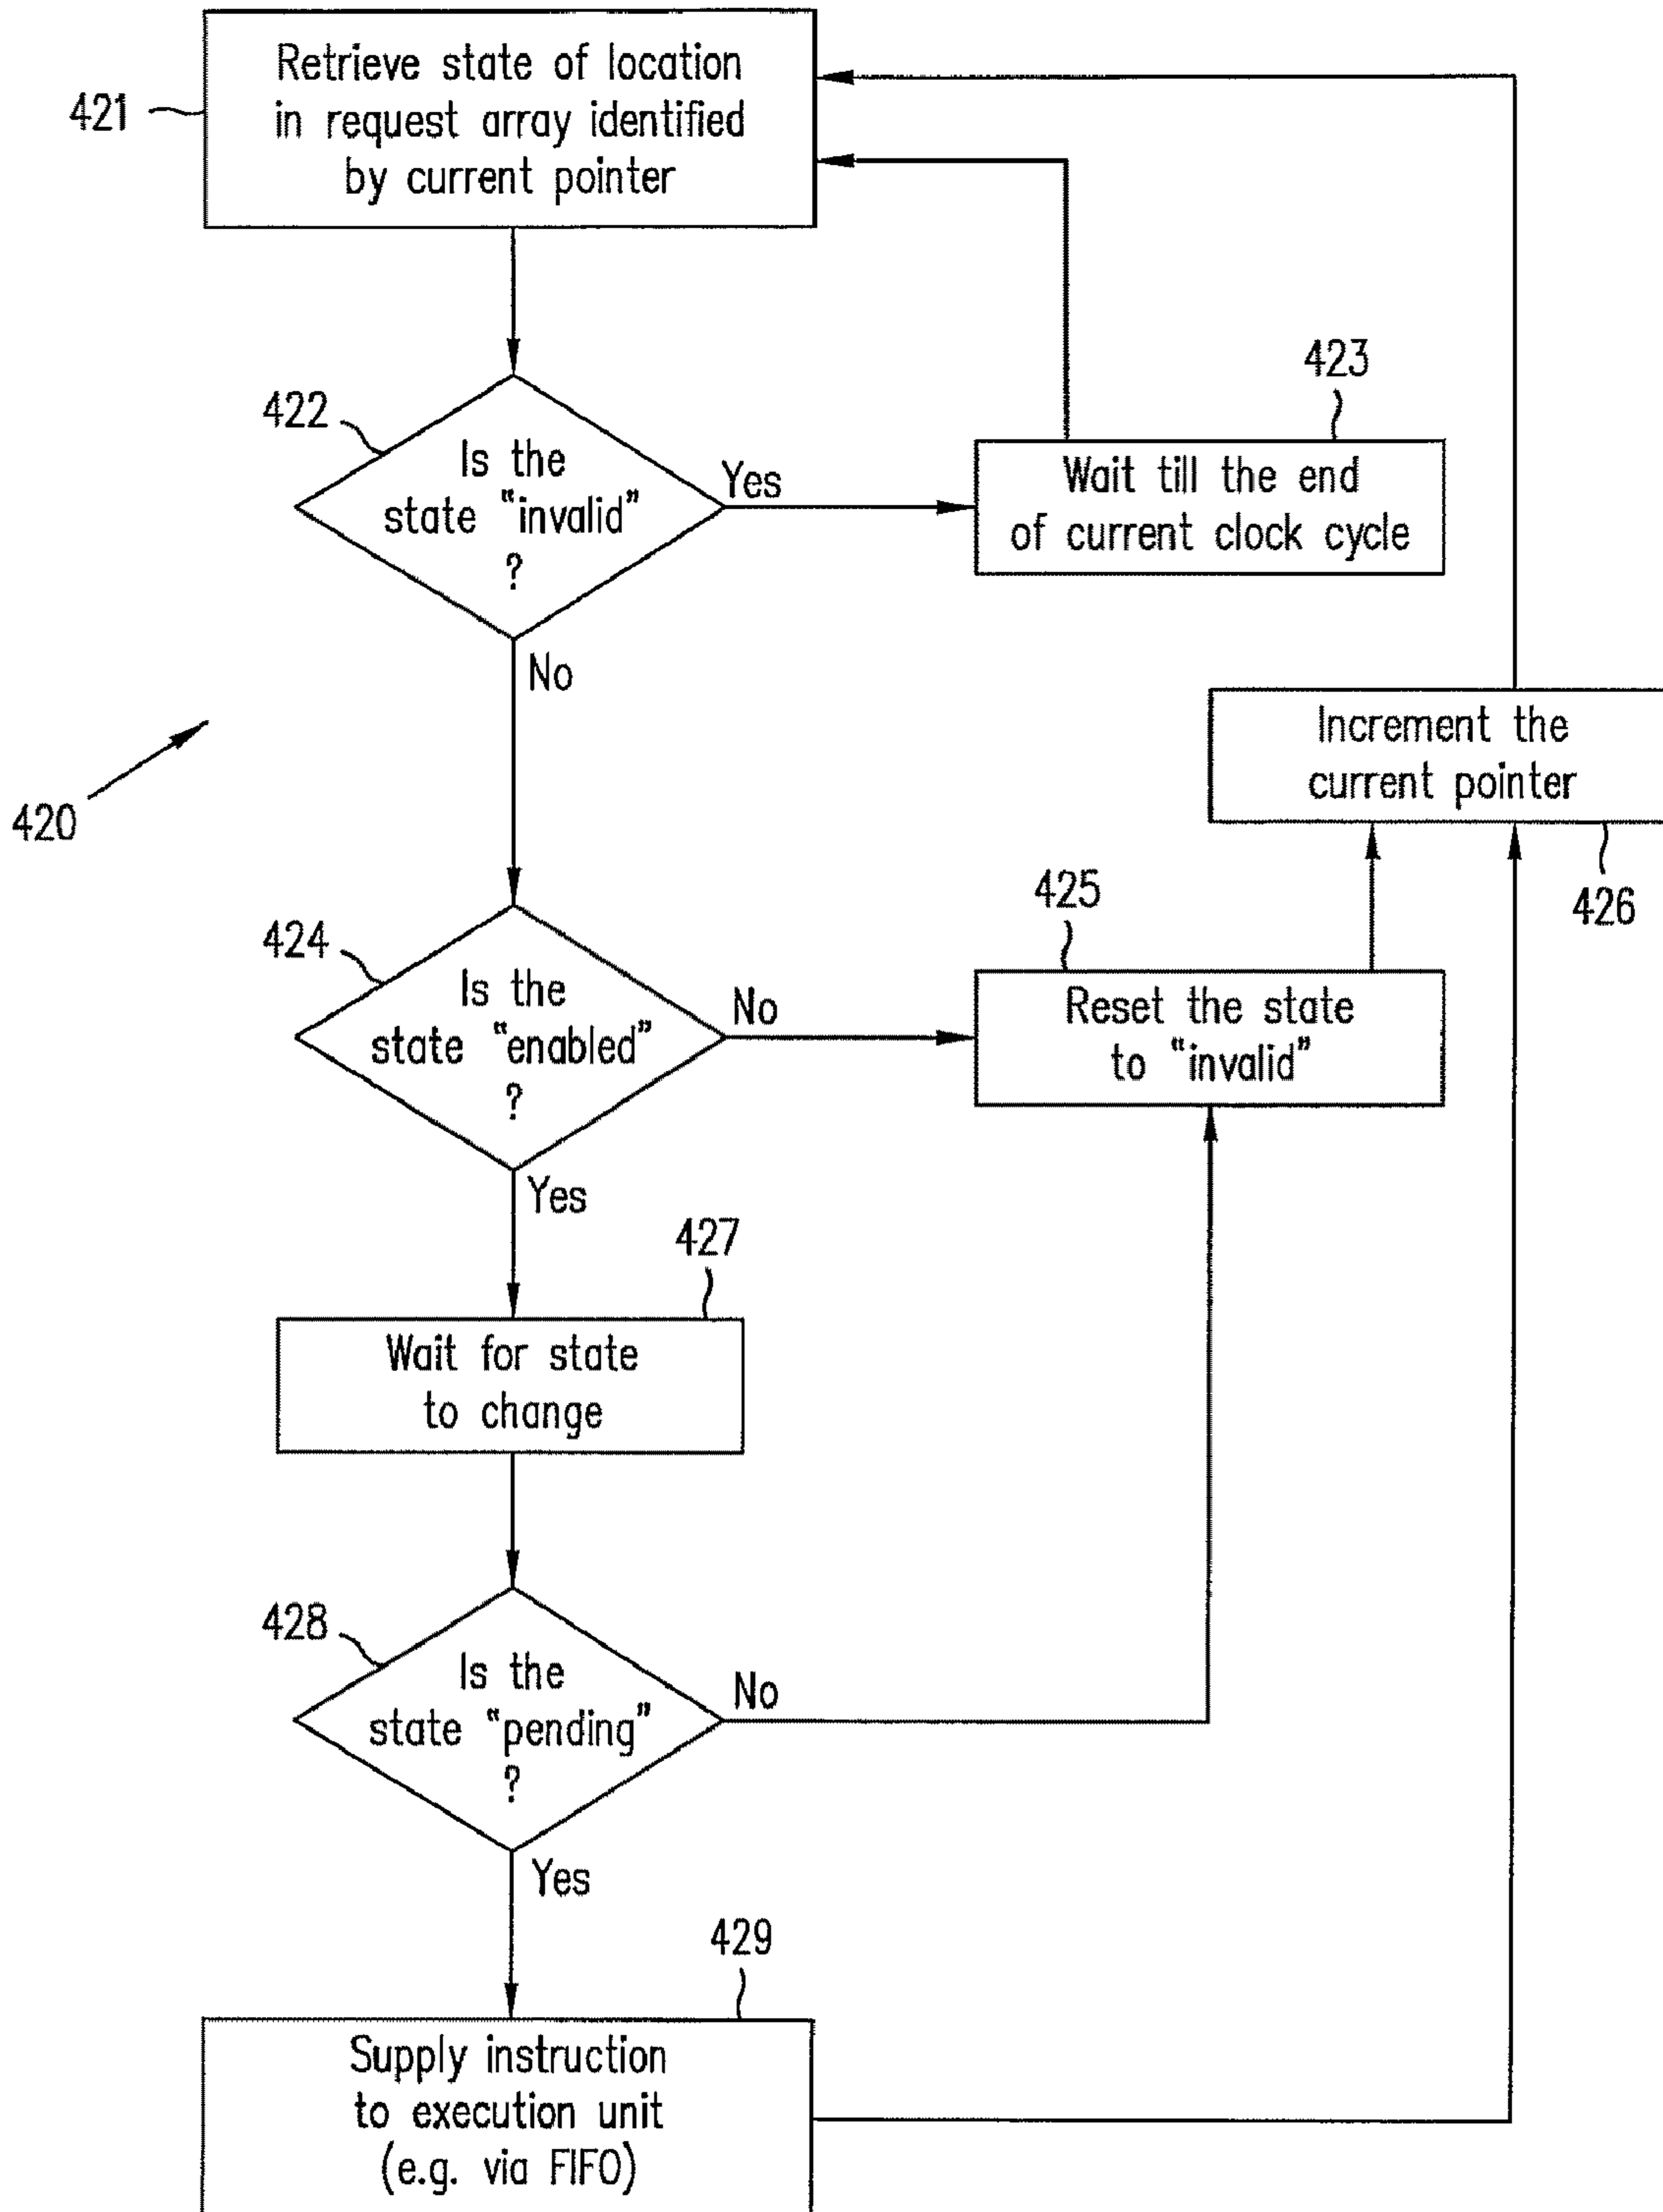 Retrieve state of location
in request array identified
by current pointer
421
423
422
Is the
state "invalid"
?
Yes
Wait till the end
of current clock cycle
No
Increment the
current pointer
420
425
426
424
Is the
state "enabled"
?
No
Reset the state
to "invalid"
Yes
427
Wait for state
to change
428
Is the
state "pending"
?
No
Yes
429
Supply instruction
to execution unit
(e.g. via FIFO)